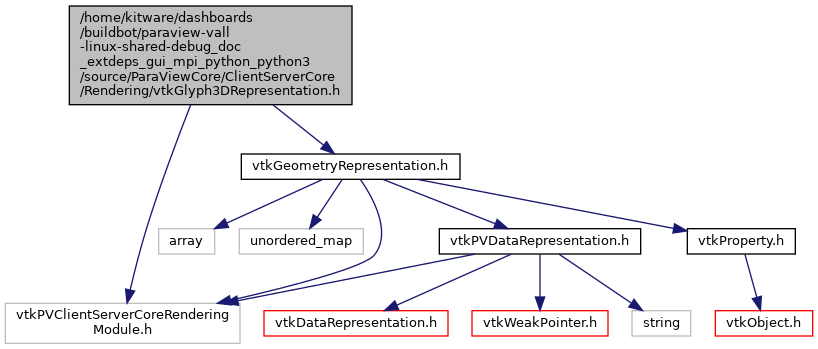 /home/kitware/dashboards
/buildbot/paraview-vall
-linux-shared-debug_doc
_extdeps_gui_mpi_python_python3
/source/ParaViewCore/ClientServerCore
/Rendering/vtkGlyph3DRepresentation.h
vtkGeometryRepresentation.h
array
unordered_map
vtkPVDataRepresentation.h
vtkProperty.h
vtkPVClientServerCoreRendering
Module.h
vtkDataRepresentation.h
vtkWeakPointer.h
string
vtkObject.h